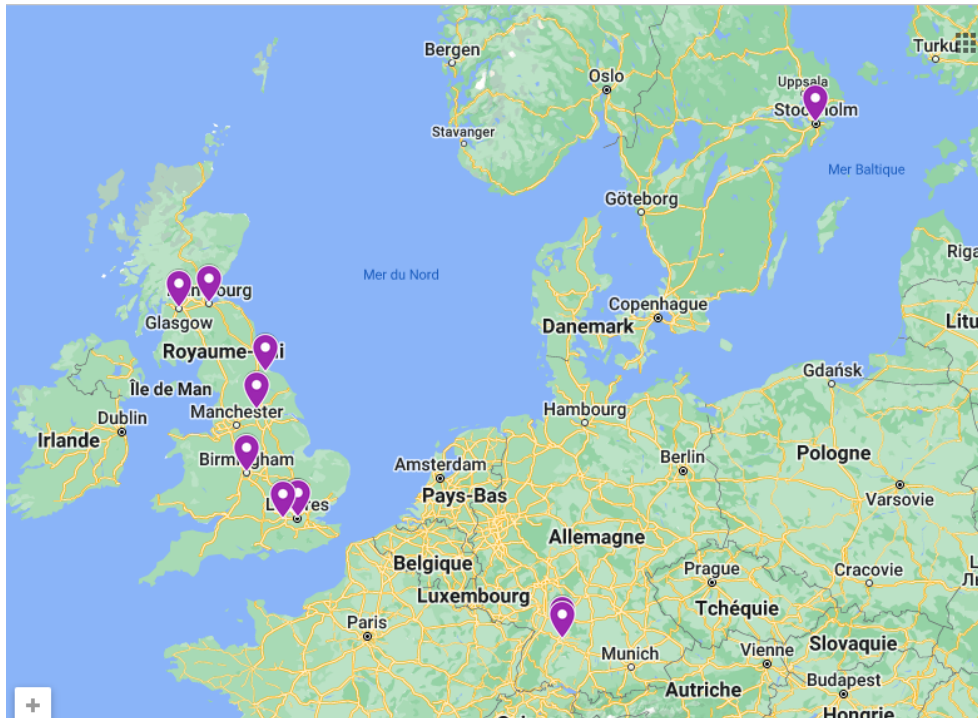 Bergen
Oslo
Turku
Uppsala
Stavanger
Mer Baltique
Göteborg
Riga
Mer du Nord
Glasgow
Copenhague
Danemark
Litu
Île de Man
Gdańsk
Manchester
Hambourg
Dublin
Irlande
Berlin
Pologne
Amsterdam
Pays-Bas
Varsovie
Allemagne
Belgique
Prague
Cracovie
Luxembourg
Tchéquie
Paris
Slovaquie
Munich
Vienne
Budapest
Autriche
Hongrie
+